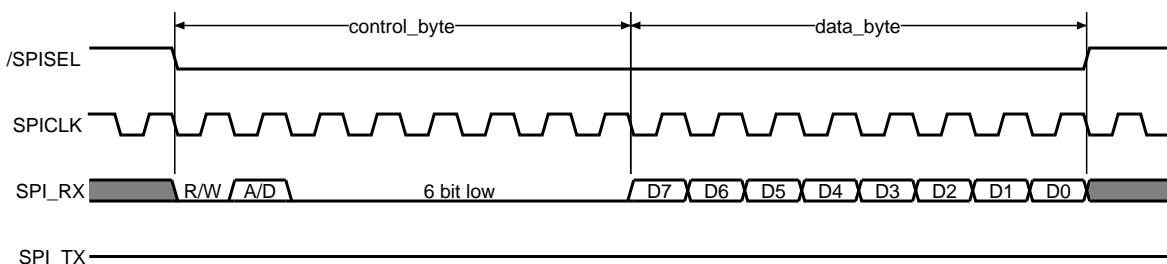 control_byte data_byte
/SPISEL
SPICLK
SPI_RX R/W A/D 6 bit low D7 D6 D5 D4 D3 D2 D1 D0
SPI_TX